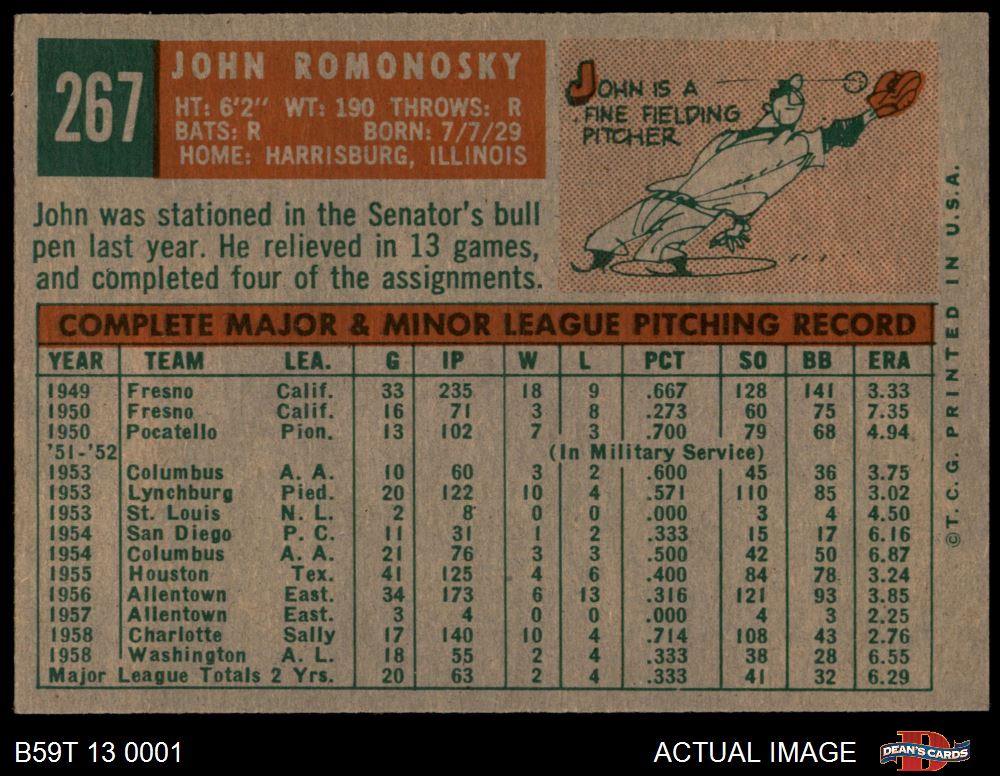 267
JOHN ROMONOSKY
HT: 6'2" WT: 190 THROWS: R
BATS: R BORN: 7/7/29
HOME: HARRISBURG, ILLINOIS
JOHN IS A
FINE FIELDING
PITCHER
John was stationed in the Senator's bull
pen last year. He relieved in 13 games,
and completed four of the assignments.
COMPLETE MAJOR & MINOR LEAGUE PITCHING RECORD
YEAR TEAM LEA. G IP W L PCT SO BB ERA
1949 Fresno Calif. 33 235 18 9 .667 128 141 3.33
1950 Fresno Calif. 16 71 3 8 .273 60 75 7.35
1950 Pocatello Pion. 13 102 7 3 .700 79 68 4.94
'51-'52 (In Military Service)
1953 Columbus A. A. 10 60 3 2 .600 45 36 3.75
1953 Lynchburg Pied. 20 122 10 4 .571 110 85 3.02
1953 St. Louis N. L. 2 8 0 0 .000 3 4 4.50
1954 San Diego P. C. 11 31 1 2 .333 15 17 6.16
1954 Columbus A. A. 21 76 3 3 .500 42 50 6.87
1955 Houston Tex. 41 125 4 6 .400 84 78 3.24
1956 Allentown East. 34 173 6 13 .316 121 93 3.85
1957 Allentown East. 3 4 0 0 .000 4 3 2.25
1958 Charlotte Sally 17 140 10 4 .714 108 43 2.76
1958 Washington A. L. 18 55 2 4 .333 38 28 6.55
Major League Totals 2 Yrs. 20 63 2 4 .333 41 32 6.29
©T. C. G. PRINTED IN U.S.A.
B59T 13 0001
ACTUAL IMAGE
D
DEAN'S CARDS